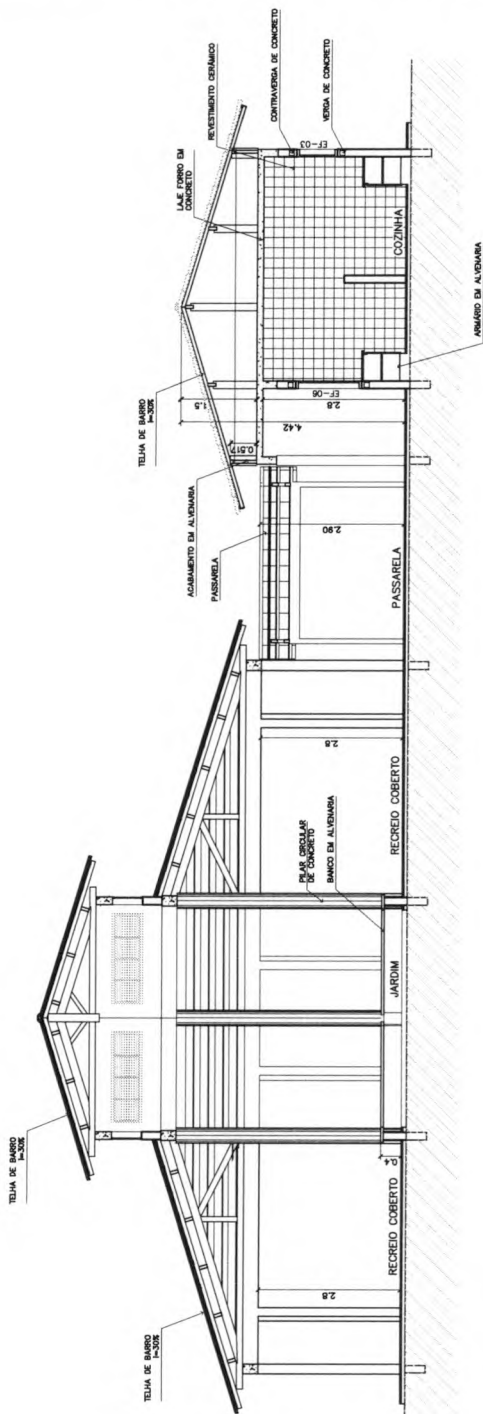 TELHA DE BARRO
I=30%
TELHA DE BARRO
I=30%
TELHA DE BARRO
I=30%
ACABAMENTO EM ALVENARIA
PASSARELA
LAJE FORRO EM
CONCRETO
REVESTIMENTO CERÂMICO
CONTRAVERGA DE CONCRETO
VERGA DE CONCRETO
PILAR CIRCULAR
DE CONCRETO
BANCO EM ALVENARIA
ARMÁRIO EM ALVENARIA
RECREIO COBERTO
JARDIM
RECREIO COBERTO
PASSARELA
COZINHA
2.8
0.4
2.8
2.90
0.517
1.5
4.42
2.8
EF-06
EF-03